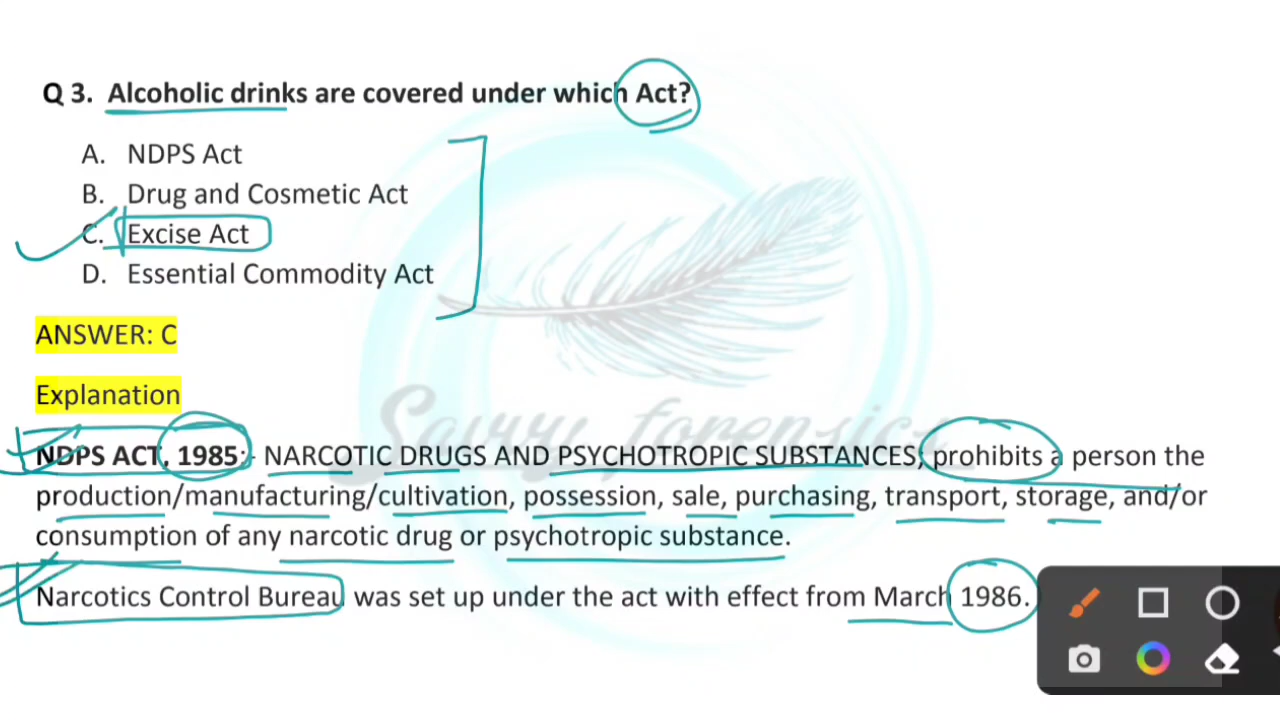 Q 3. Alcoholic drinks are covered under which Act?
A. NDPS Act
B. Drug and Cosmetic Act
C. Excise Act
D. Essential Commodity Act
ANSWER: C
Explanation
NDPS ACT, 1985:- NARCOTIC DRUGS AND PSYCHOTROPIC SUBSTANCES, prohibits a person the
production/manufacturing/cultivation, possession, sale, purchasing, transport, storage, and/or
consumption of any narcotic drug or psychotropic substance.
Narcotics Control Bureau was set up under the act with effect from March 1986.
Savvy forensics